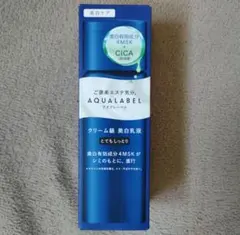 美白ケア
美白有効成分
4MSK
+
CiCA
ご褒美エステ気分。
AQUALABEL
アクアレーベル
クリーム級 美白乳液
とてもしっとり
美白有効成分4MSKが
シミのもとに、直行